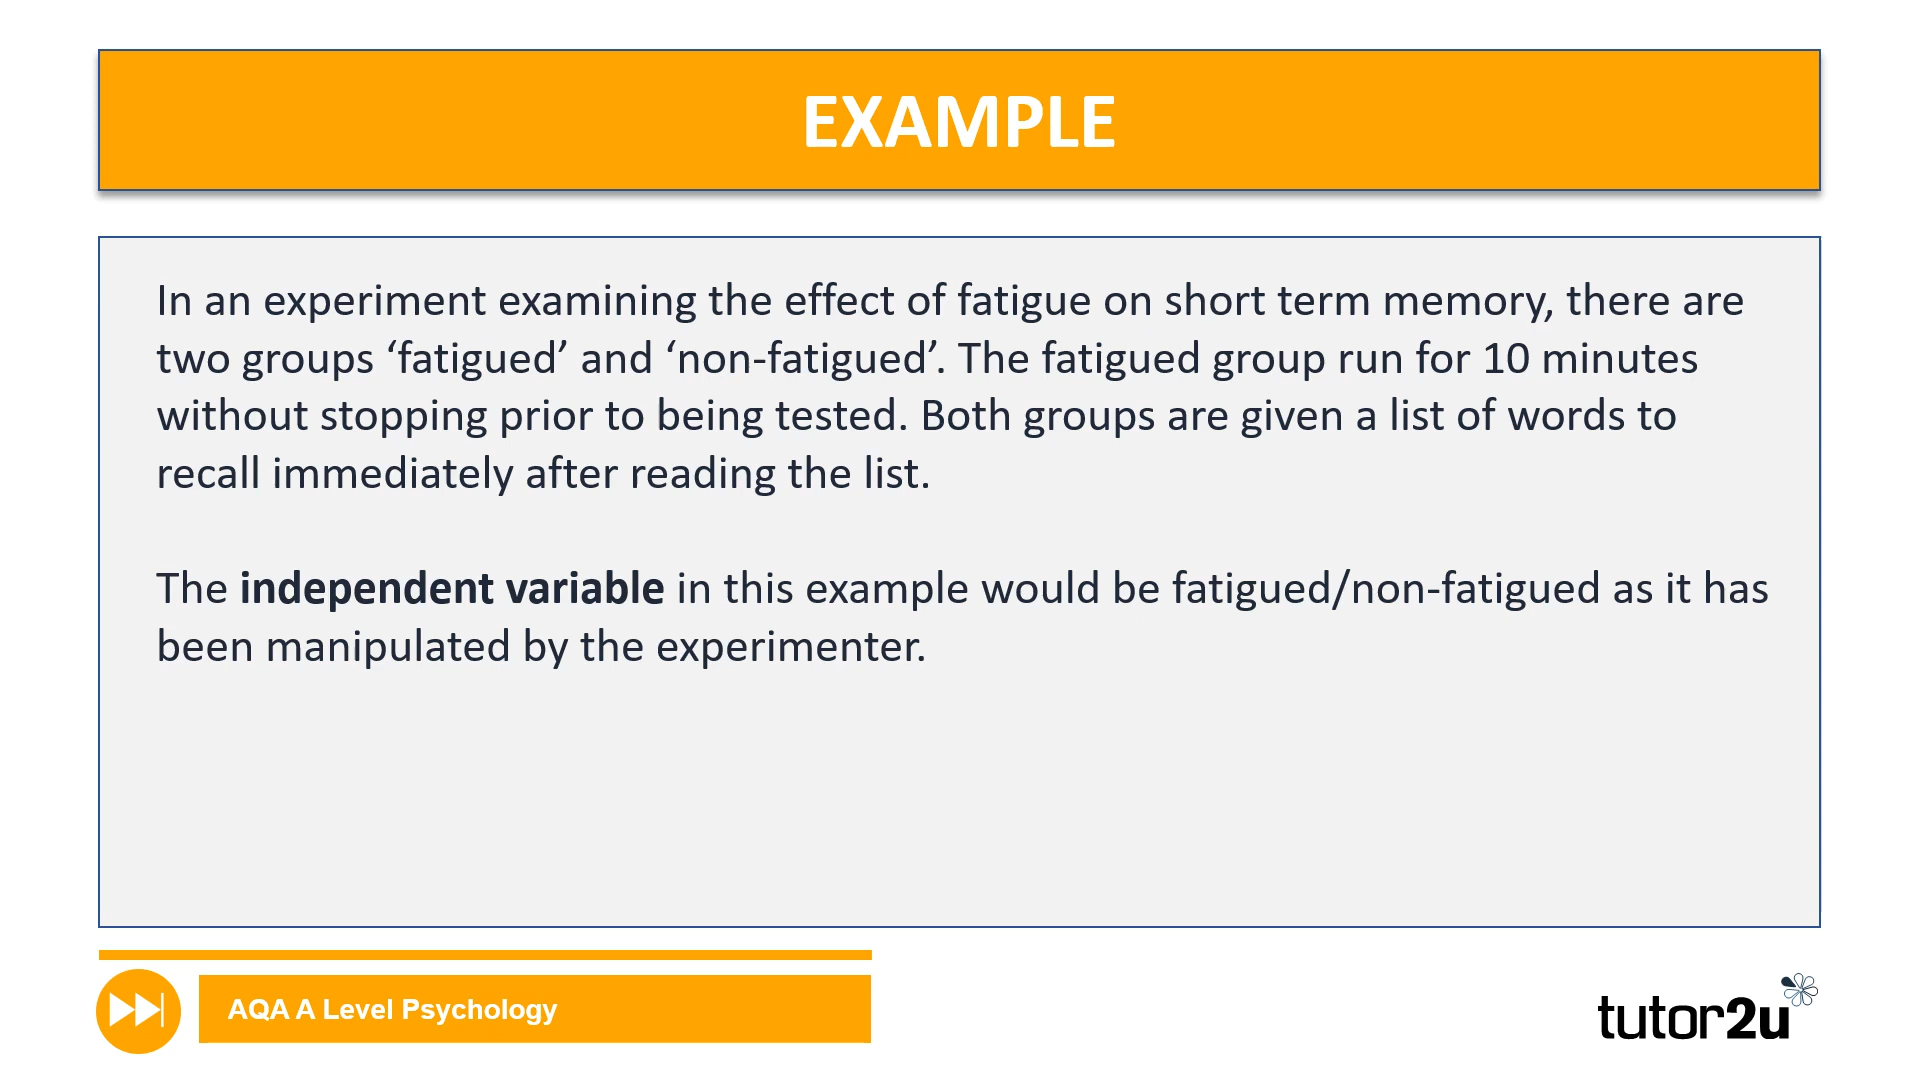 EXAMPLE
In an experiment examining the effect of fatigue on short term memory, there are
two groups ‘fatigued’ and ‘non-fatigued’. The fatigued group run for 10 minutes
without stopping prior to being tested. Both groups are given a list of words to
recall immediately after reading the list.
The independent variable in this example would be fatigued/non-fatigued as it has
been manipulated by the experimenter.
AQA A Level Psychology
tutor2u